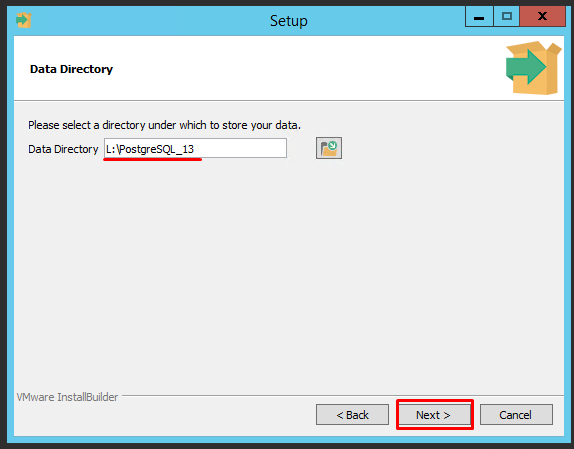 Setup
Data Directory
Please select a directory under which to store your data.
Data Directory L:\PostgreSQL_13
VMware InstallBuilder
< Back Next > Cancel